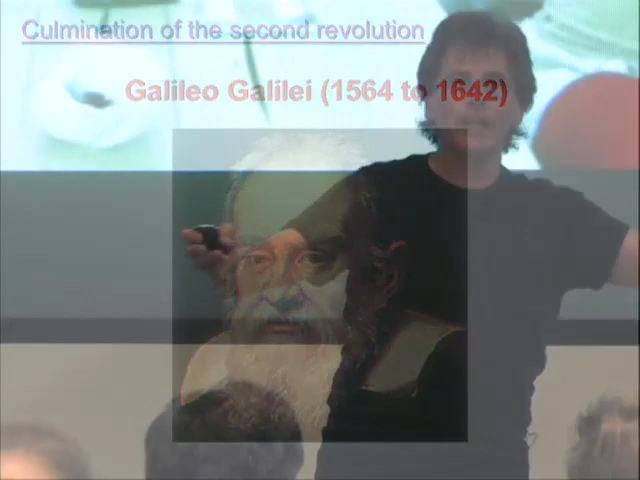 Culmination of the second revolution
Galileo Galilei (1564 to 1642)